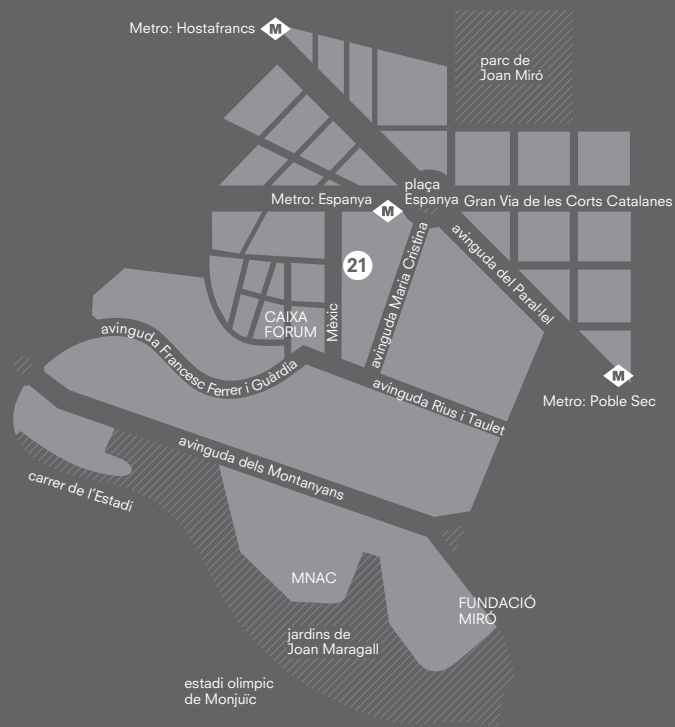 Metro: Hostafrancs M
parc de
Joan Miró
plaça
Espanya
Metro: Espanya M
Gran Via de les Corts Catalanes
21
avinguda Maria Cristina
avinguda del Paral·lel
CAIXA
FORUM
Mèxic
avinguda Francesc Ferrer i Guàrdia
avinguda Rius i Taulet
M
Metro: Poble Sec
avinguda dels Montanyans
carrer de l'Estadi
MNAC
FUNDACIÓ
MIRÓ
jardins de
Joan Maragall
estadi olimpic
de Monjuïc